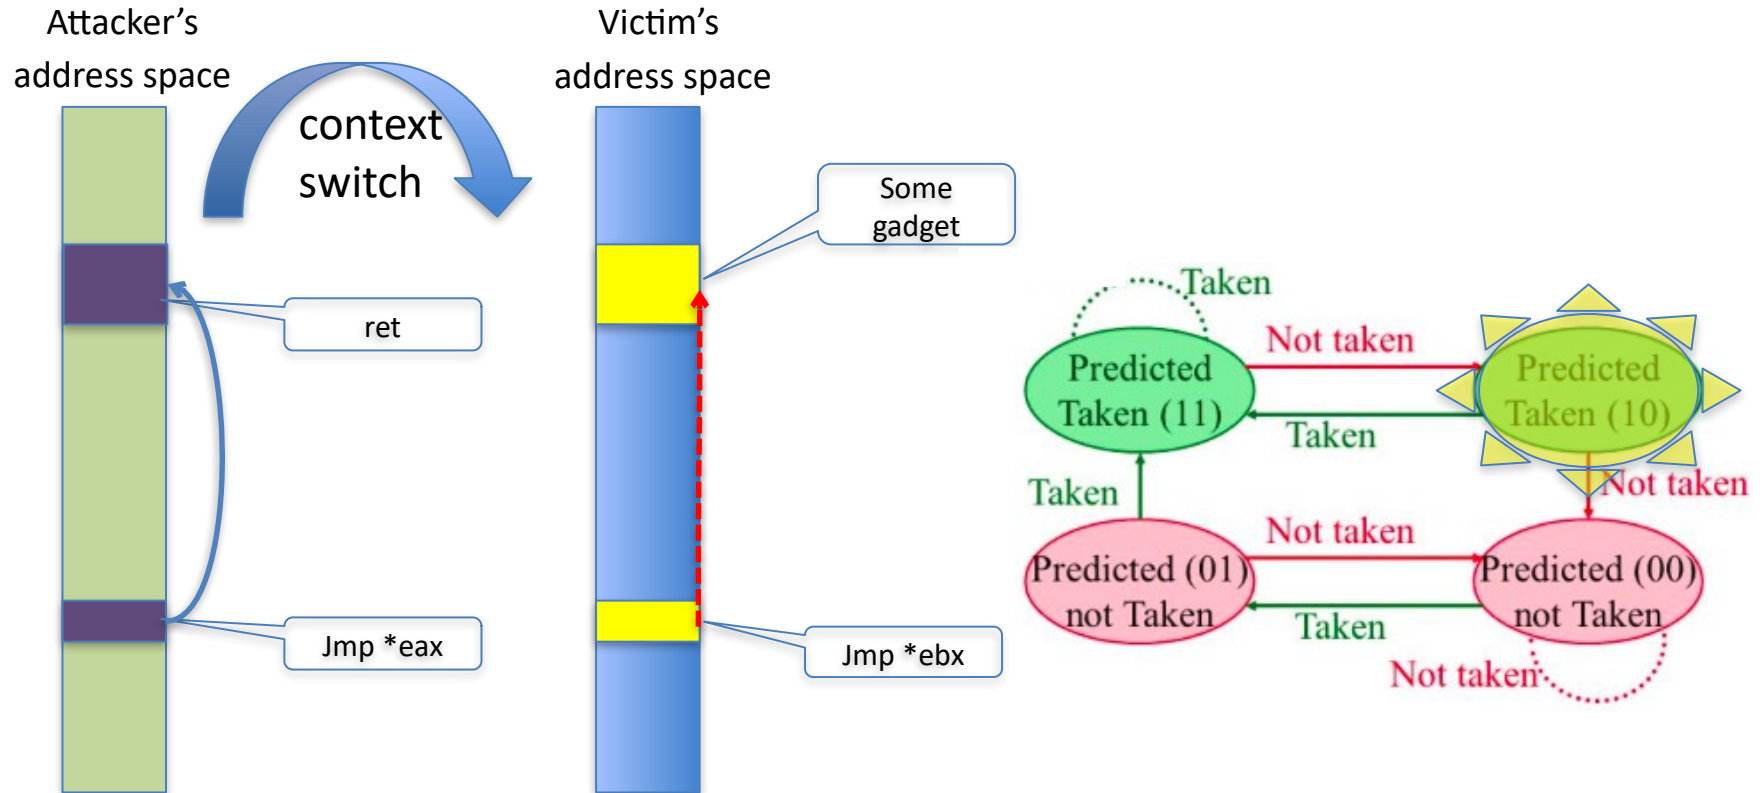 Attacker's
address space
context
switch
ret
Jmp *eax
Victim's
address space
Some
gadget
Jmp *ebx
Taken
Predicted
Taken (11)
Not taken
Taken
Predicted
Taken (10)
Taken
Not taken
Predicted (01)
not Taken
Not taken
Taken
Predicted (00)
not Taken
Not taken